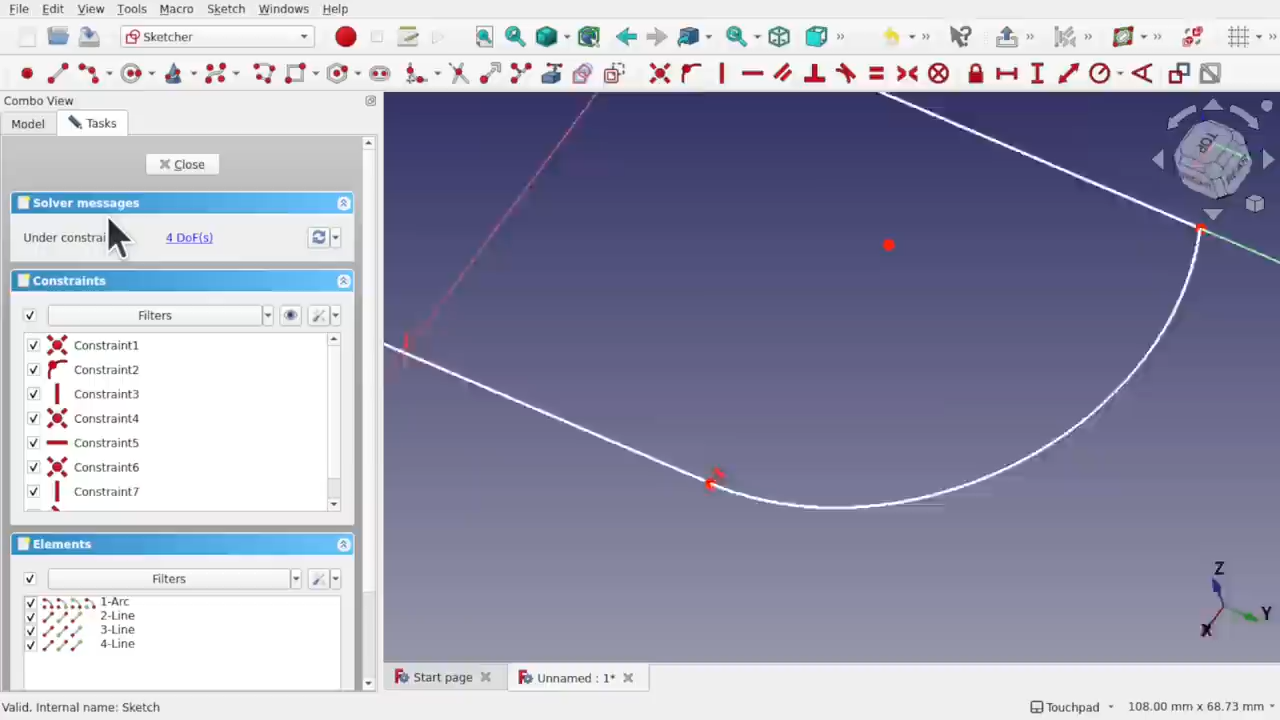 File Edit View Tools Macro Sketch Windows Help
Sketcher
Combo View
Model Tasks
Close
Solver messages
Under constrai 4 DoF(s)
Constraints
Filters
Constraint1
Constraint2
Constraint3
Constraint4
Constraint5
Constraint6
Constraint7
Elements
Filters
1-Arc
2-Line
3-Line
4-Line
TOP
Z
Y
X
Start page Unnamed : 1*
Valid, Internal name: Sketch Touchpad 108.00 mm x 68.73 mm